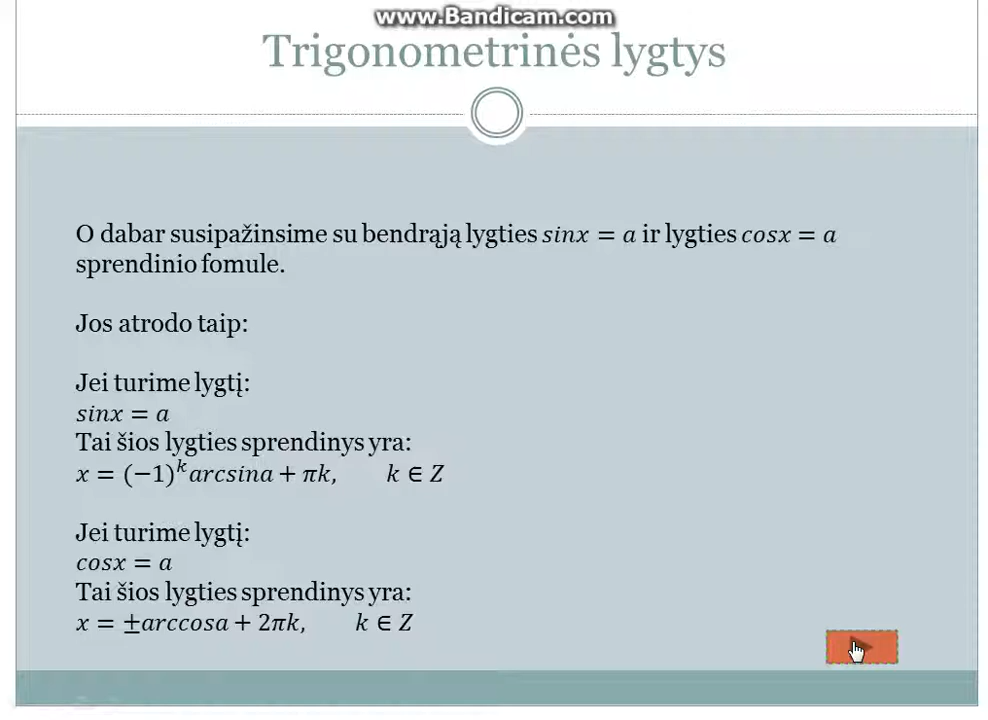 www.Bandicam.com
Trigonometrinės lygtys
O dabar susipažinsime su bendrąją lygties sinx = a ir lygties cosx = a
sprendinio fomule.
Jos atrodo taip:
Jei turime lygtį:
sinx = a
Tai šios lygties sprendinys yra:
x = (−1)ᵏarcsina + πk, k ∈ Z
Jei turime lygtį:
cosx = a
Tai šios lygties sprendinys yra:
x = ±arccosa + 2πk, k ∈ Z